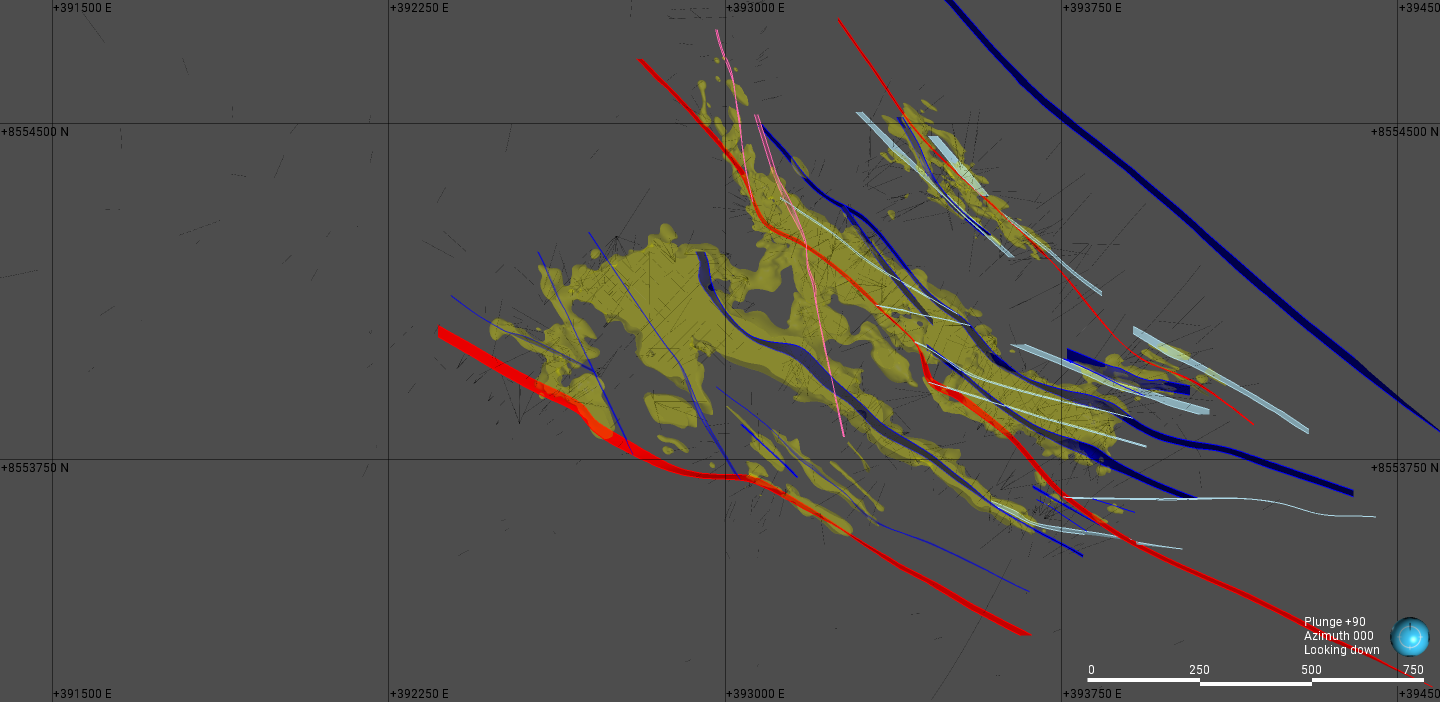 +391500 E
+392250 E
+393000 E
+393750 E
+39450
+8554500 N
+8554500 N
+8553750 N
+8553750 N
Plunge +90
Azimuth 000
Looking down
0 250 500 750
+391500 E
+392250 E
+393000 E
+393750 E
+39450